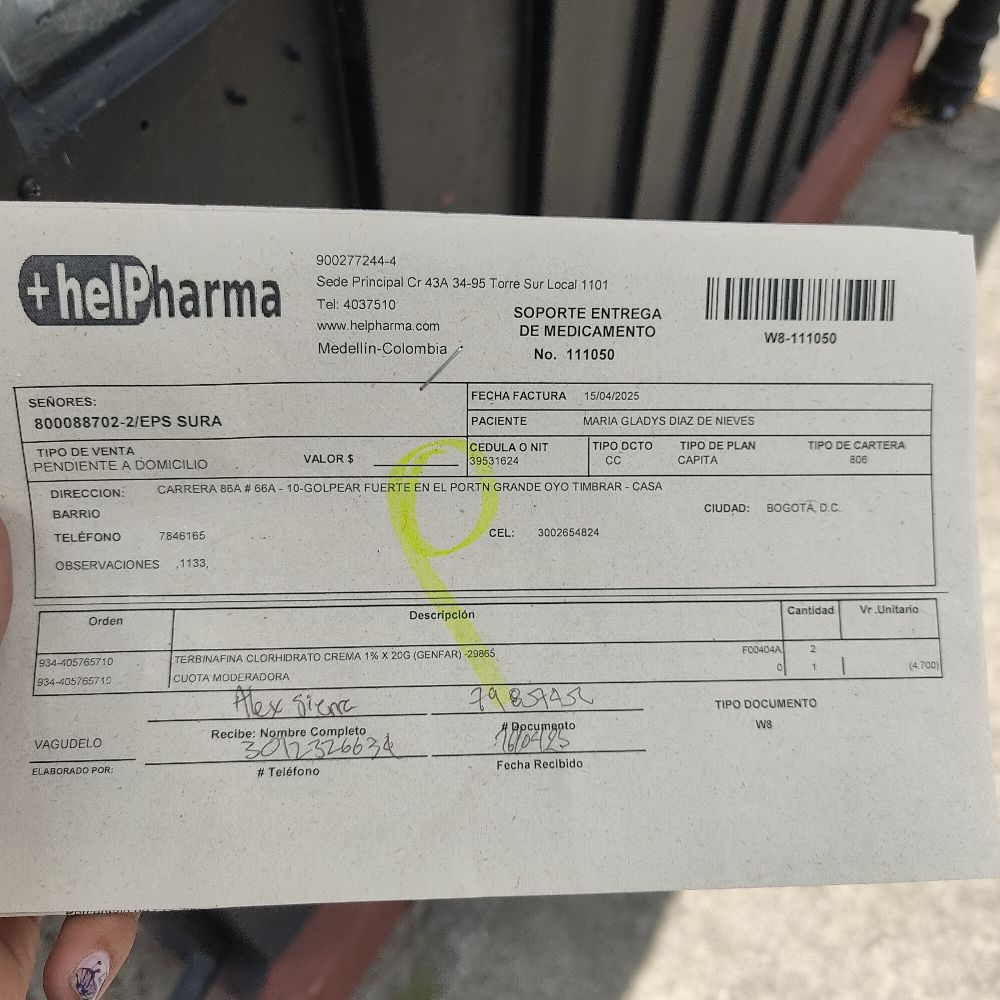 +helPharma
900277244-4
Sede Principal Cr 43A 34-95 Torre Sur Local 1101
Tel: 4037510
www.helpharma.com
Medellin-Colombia
SOPORTE ENTREGA
DE MEDICAMENTO
No. 111050
W8-111050
SEÑORES:
800088702-2/EPS SURA
FECHA FACTURA 15/04/2025
PACIENTE MARIA GLADYS DIAZ DE NIEVES
TIPO DE VENTA
PENDIENTE A DOMICILIO
VALOR $
CEDULA O NIT
39531624
TIPO DCTO
CC
TIPO DE PLAN
CAPITA
TIPO DE CARTERA
806
DIRECCION: CARRERA 86A # 66A - 10-GOLPEAR FUERTE EN EL PORTN GRANDE OYO TIMBRAR - CASA
BARRIO
CIUDAD: BOGOTÁ, D.C.
TELÉFONO 7846165
CEL: 3002654824
OBSERVACIONES ,1133,
Orden Descripción Cantidad Vr .Unitario
934-405765710 TERBINAFINA CLORHIDRATO CREMA 1% X 20G (GENFAR) -29865 F00404A 2
934-405765710 CUOTA MODERADORA 0 1 (4.700)
Alex Sierra
Recibe: Nombre Completo
# Documento
TIPO DOCUMENTO
W8
VAGUDELO
ELABORADO POR:
# Teléfono
16/04/25
Fecha Recibido